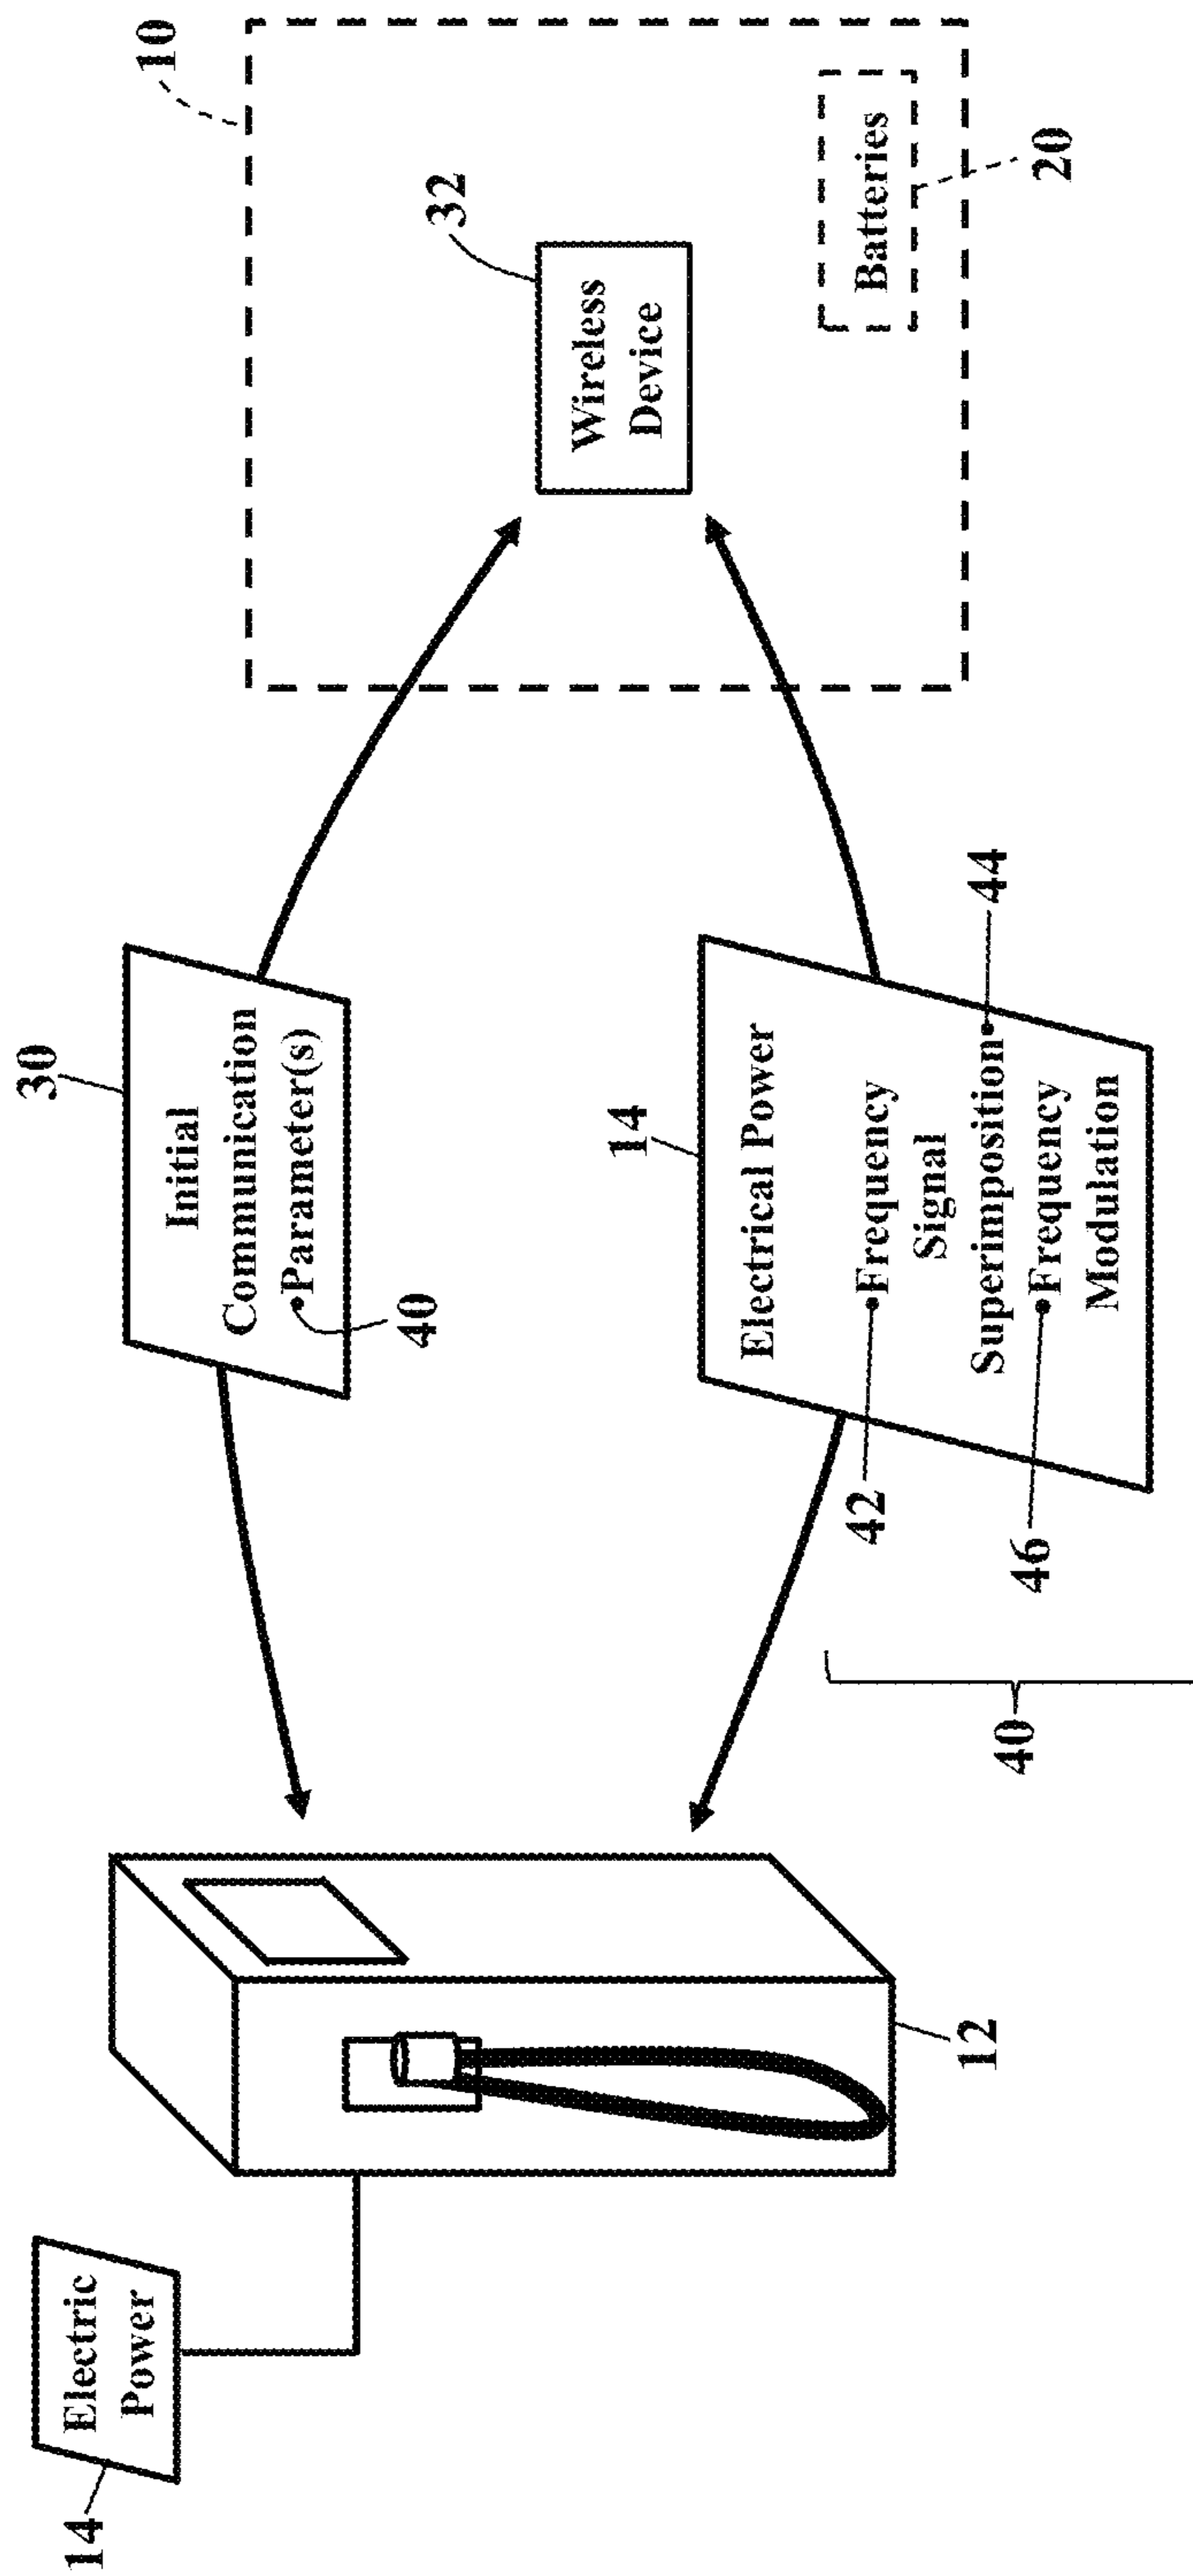 14
Electric
Power
12
30
Initial
Communication
•Parameter(s)
40
14
Electrical Power
42
•Frequency
Signal
Superimposition•
44
46
•Frequency
Modulation
40
10
32
Wireless
Device
Batteries
20